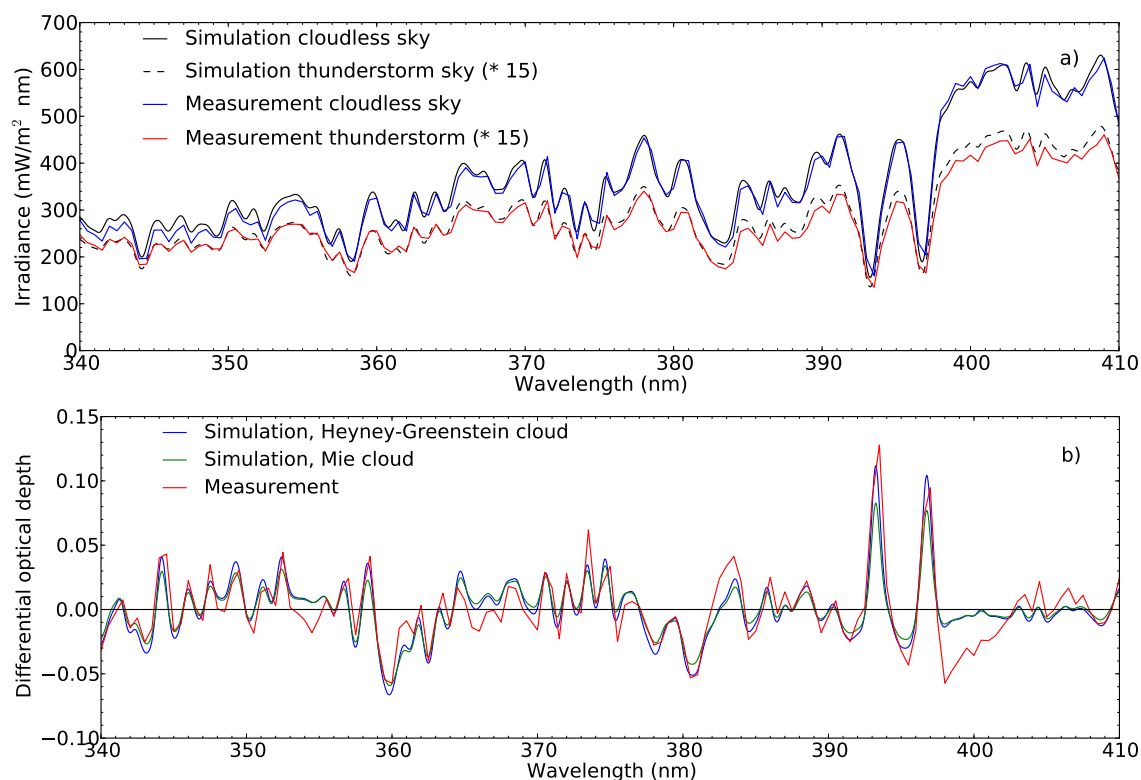 700
600
500
400
300
200
100
0
Irradiance (mW/m² nm)
Simulation cloudless sky
Simulation thunderstorm sky (* 15)
Measurement cloudless sky
Measurement thunderstorm (* 15)
a)
340 350 360 370 380 390 400 410
Wavelength (nm)
0.15
0.10
0.05
0.00
−0.05
−0.10
Differential optical depth
Simulation, Heyney-Greenstein cloud
Simulation, Mie cloud
Measurement
b)
340 350 360 370 380 390 400 410
Wavelength (nm)